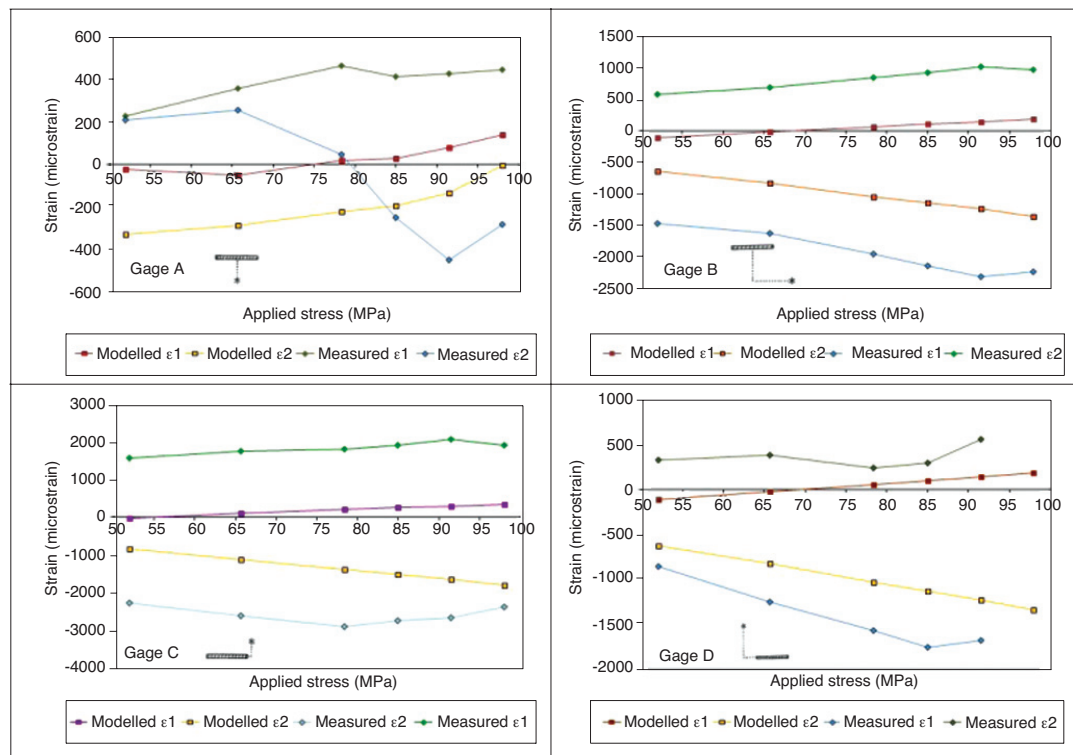 600
400
200
0
-200
-400
-600
50 55 60 65 70 75 80 85 90 95 100
Strain (microstrain)
Gage A
Applied stress (MPa)
Modelled ε1 Modelled ε2 Measured ε1 Measured ε2
1500
1000
500
0
-500
-1000
-1500
-2000
-2500
50 55 60 65 70 75 80 85 90 95 100
Strain (microstrain)
Gage B
Applied stress (MPa)
Modelled ε1 Modelled ε2 Measured ε1 Measured ε2
3000
2000
1000
0
-1000
-2000
-3000
-4000
50 55 60 65 70 75 80 85 90 95 100
Strain (microstrain)
Gage C
Applied stress (MPa)
Modelled ε1 Modelled ε2 Measured ε2 Measured ε1
1000
500
0
-500
-1000
-1500
-2000
50 55 60 65 70 75 80 85 90 95 100
Strain (microstrain)
Gage D
Applied stress (MPa)
Modelled ε1 Modelled ε2 Measured ε1 Measured ε2